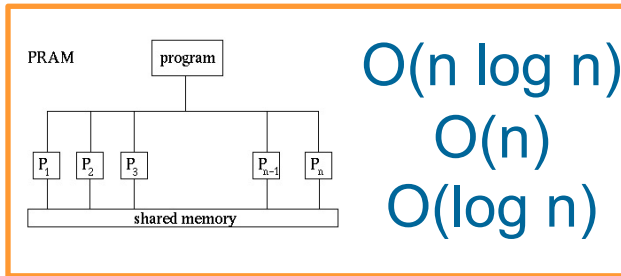 PRAM
program
P1 P2 P3 Pn-1 Pn
shared memory
O(n log n)
O(n)
O(log n)